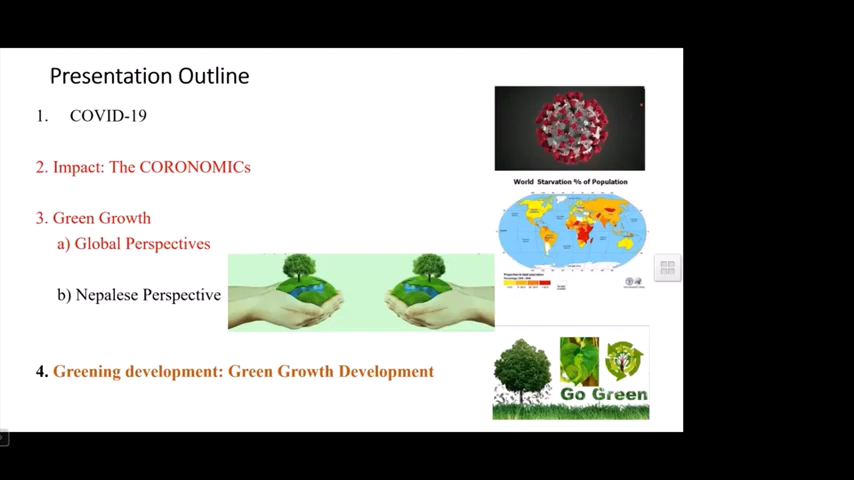 Presentation Outline
1. COVID-19
2. Impact: The CORONOMICs
3. Green Growth
a) Global Perspectives
b) Nepalese Perspective
4. Greening development: Green Growth Development
World Starvation % of Population
Go Green